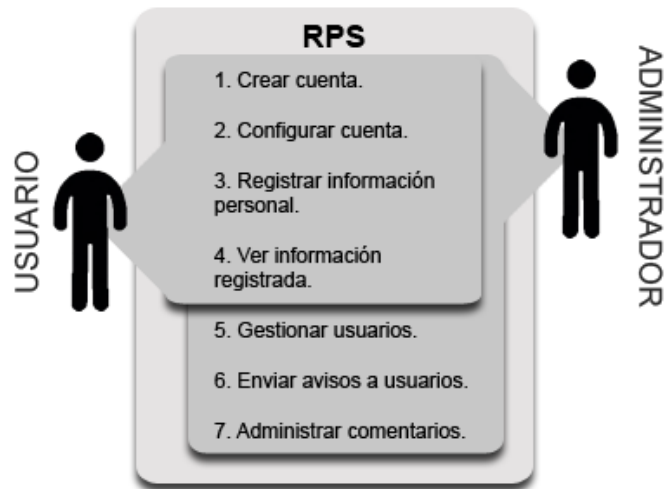 RPS
1. Crear cuenta.
2. Configurar cuenta.
3. Registrar información
personal.
4. Ver información
registrada.
5. Gestionar usuarios.
6. Enviar avisos a usuarios.
7. Administrar comentarios.
USUARIO
ADMINISTRADOR